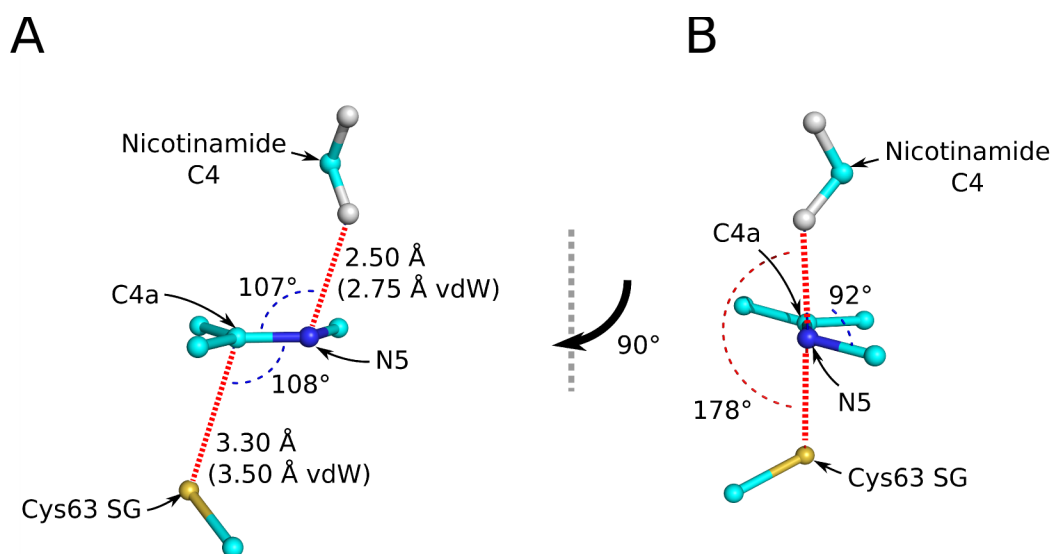 A
Nicotinamide
C4
2.50 Å
(2.75 Å vdW)
107°
C4a
N5
108°
3.30 Å
(3.50 Å vdW)
Cys63 SG
90°
B
Nicotinamide
C4
C4a
92°
N5
178°
Cys63 SG